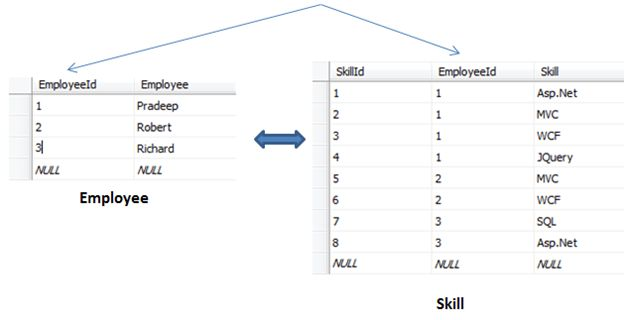 EmployeeId Employee
1 Pradeep
2 Robert
3 Richard
NULL NULL
Employee
SkillId EmployeeId Skill
1 1 Asp.Net
2 1 MVC
3 1 WCF
4 1 JQuery
5 2 MVC
6 2 WCF
7 3 SQL
8 3 Asp.Net
NULL NULL NULL
Skill